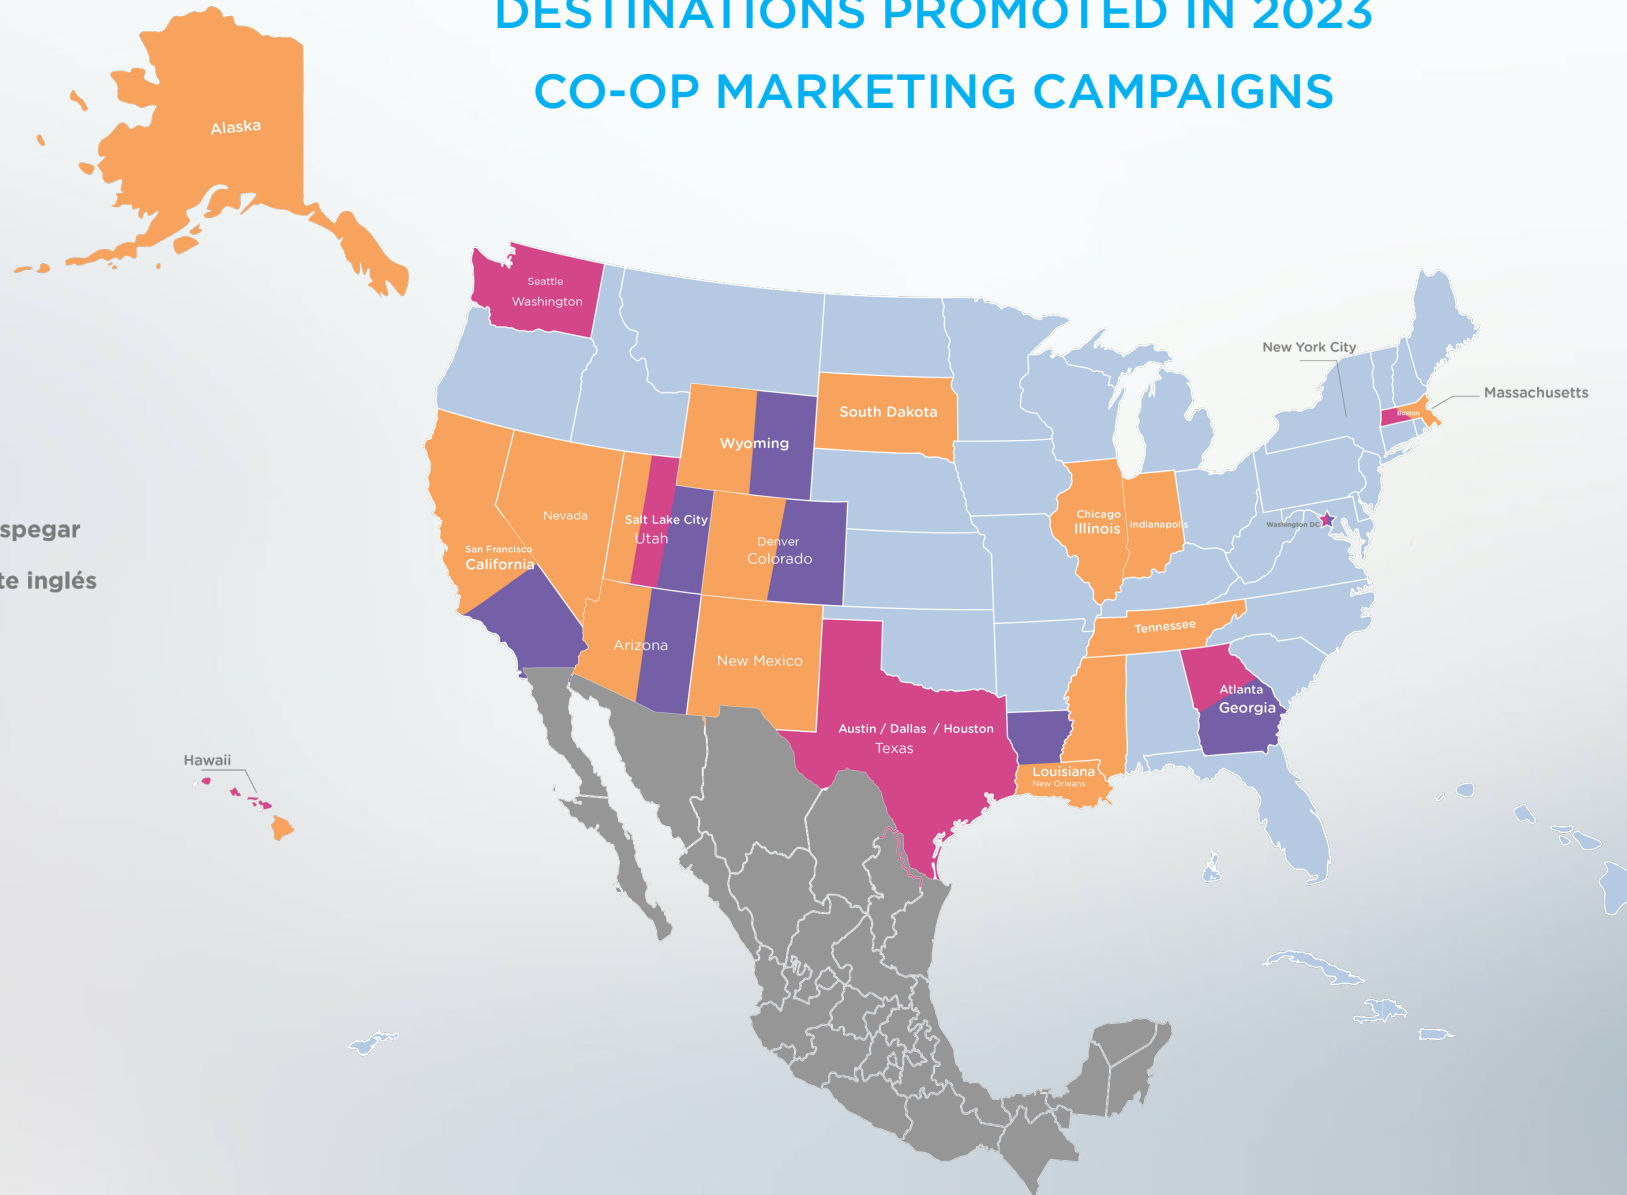 DESTINATIONS PROMOTED IN 2023
CO-OP MARKETING CAMPAIGNS
Alaska
Seattle
Washington
New York City
Massachusetts
Boston
South Dakota
Wyoming
Nevada
Salt Lake City
Utah
Denver
Colorado
Chicago
Illinois
Indianapolis
Washington DC
spegar
te inglés
San Francisco
California
Arizona
New Mexico
Tennessee
Atlanta
Georgia
Austin / Dallas / Houston
Texas
Louisiana
New Orleans
Hawaii